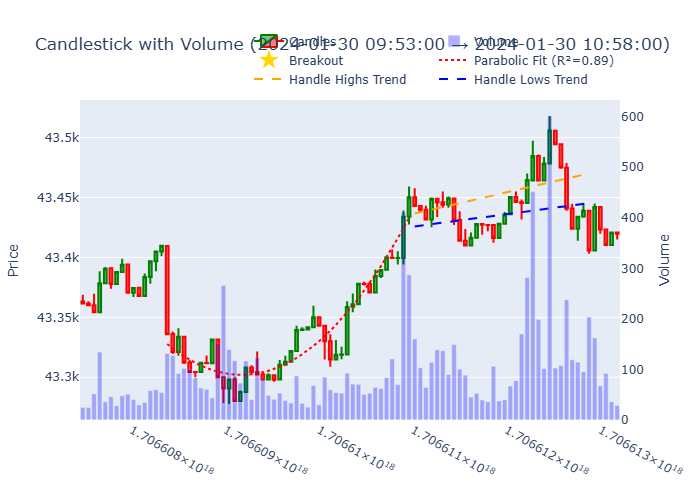 Candlestick with Volume (2024-01-30 09:53:00 → 2024-01-30 10:58:00)
Candles
Volume
Breakout
Parabolic Fit (R²=0.89)
Handle Highs Trend
Handle Lows Trend
600
43.5k
500
43.45k
400
Price
43.4k
Volume
300
43.35k
200
43.3k
100
0
1.706608×10¹⁸
1.706609×10¹⁸
1.70661×10¹⁸
1.706611×10¹⁸
1.706612×10¹⁸
1.706613×10¹⁸